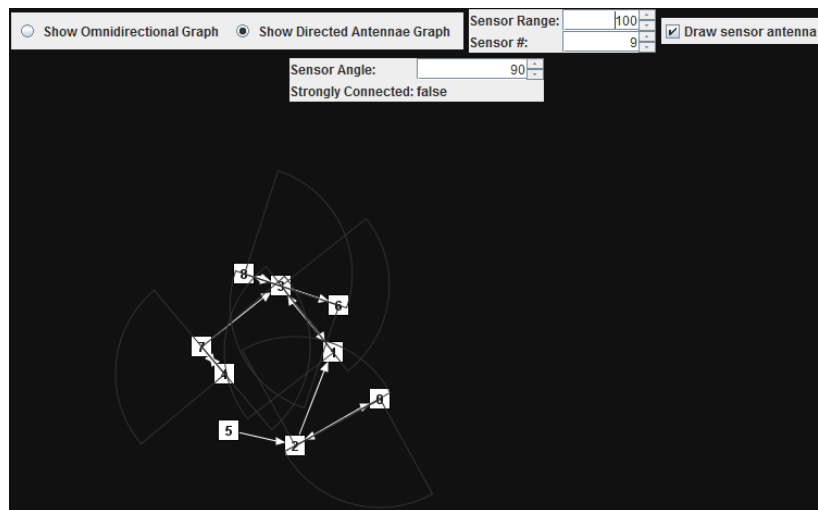 Show Omnidirectional Graph
Show Directed Antennae Graph
Sensor Range: 100
Sensor #: 9
Draw sensor antenna
Sensor Angle: 90
Strongly Connected: false
8
3
6
7
1
4
0
5
2